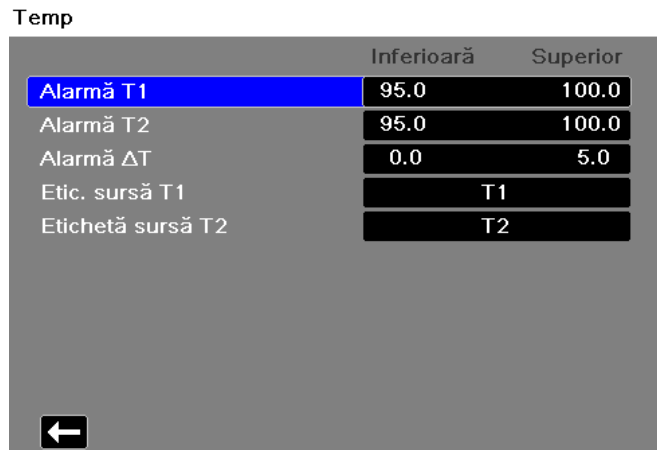 Temp
Inferioară Superior
Alarmă T1 95.0 100.0
Alarmă T2 95.0 100.0
Alarmă ΔT 0.0 5.0
Etic. sursă T1 T1
Etichetă sursă T2 T2